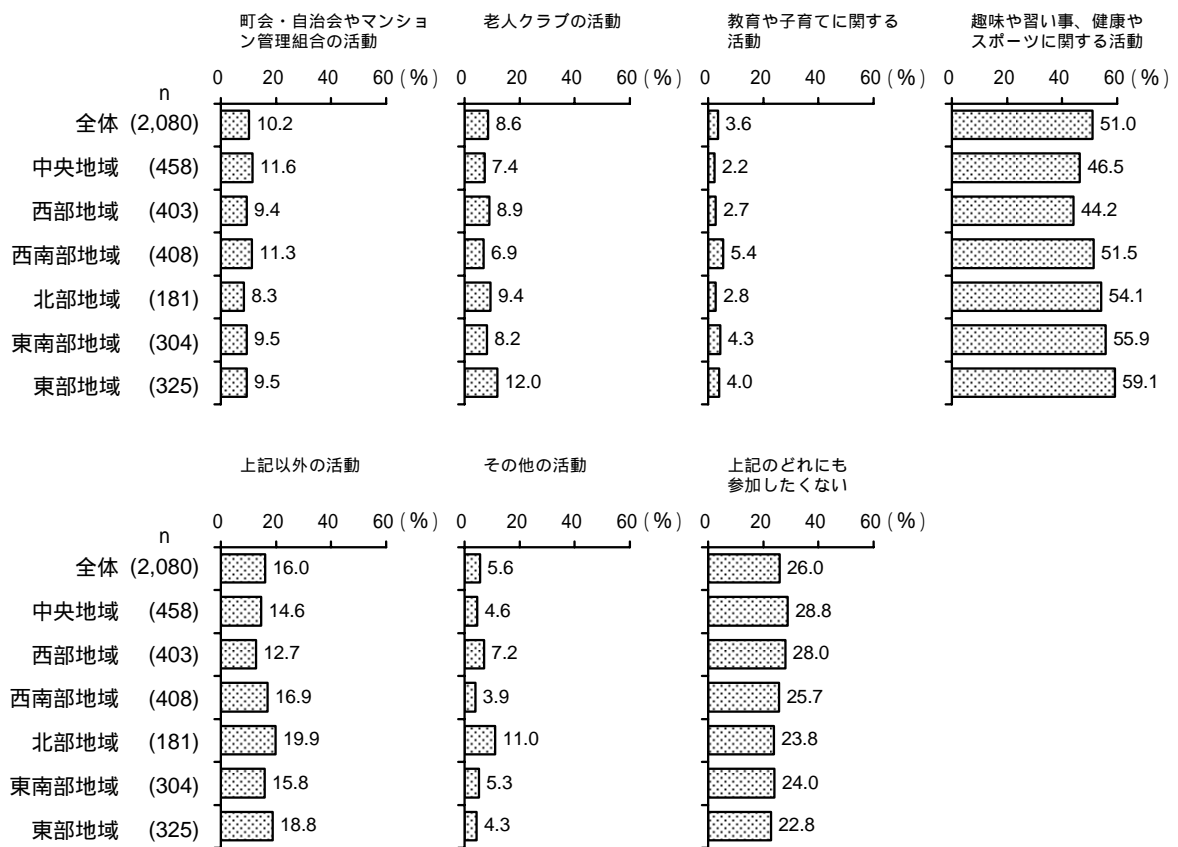 町会・自治会やマンショ
ン管理組合の活動
老人クラブの活動
教育や子育てに関する
活動
趣味や習い事、健康や
スポーツに関する活動
0 20 40 60 (%) 0 20 40 60 (%) 0 20 40 60 (%) 0 20 40 60 (%)
n
全体 (2,080) 10.2 8.6 3.6 51.0
中央地域 (458) 11.6 7.4 2.2 46.5
西部地域 (403) 9.4 8.9 2.7 44.2
西南部地域 (408) 11.3 6.9 5.4 51.5
北部地域 (181) 8.3 9.4 2.8 54.1
東南部地域 (304) 9.5 8.2 4.3 55.9
東部地域 (325) 9.5 12.0 4.0 59.1
上記以外の活動
その他の活動
上記のどれにも
参加したくない
0 20 40 60 (%) 0 20 40 60 (%) 0 20 40 60 (%)
n
全体 (2,080) 16.0 5.6 26.0
中央地域 (458) 14.6 4.6 28.8
西部地域 (403) 12.7 7.2 28.0
西南部地域 (408) 16.9 3.9 25.7
北部地域 (181) 19.9 11.0 23.8
東南部地域 (304) 15.8 5.3 24.0
東部地域 (325) 18.8 4.3 22.8